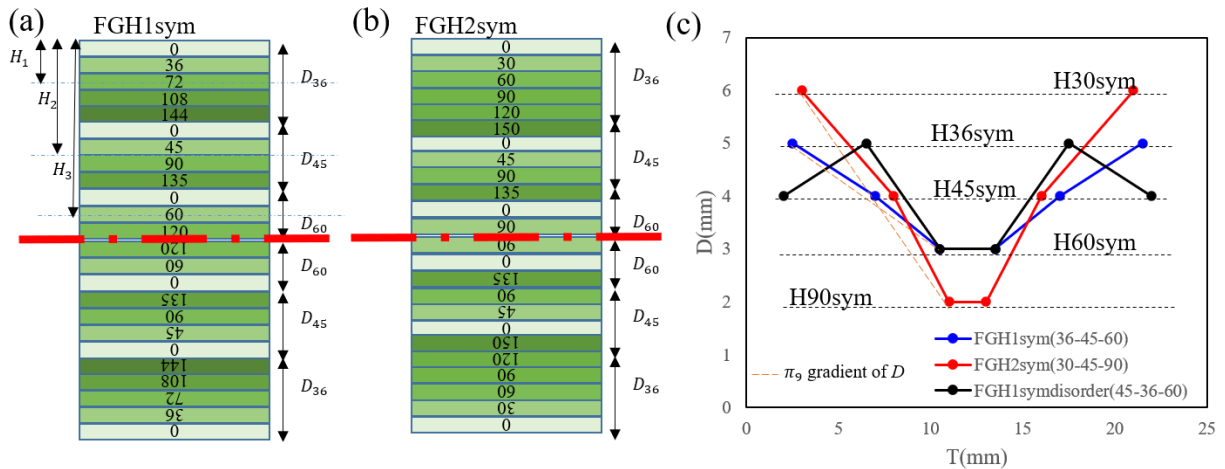 (a)
FGH1sym
H₁
H₂
H₃
0
36
72
108
144
0
45
90
135
0
60
120
120
60
0
135
90
45
0
144
108
72
36
0
D₃₆
D₄₅
D₆₀
D₆₀
D₄₅
D₃₆
(b)
FGH2sym
0
30
60
90
120
150
0
45
90
135
0
90
90
0
135
90
45
0
150
120
90
60
30
0
D₃₆
D₄₅
D₆₀
D₆₀
D₄₅
D₃₆
(c)
7
6
5
4
3
2
1
0
D(mm)
H30sym
H36sym
H45sym
H60sym
H90sym
FGH1sym(36-45-60)
FGH2sym(30-45-90)
FGH1symdisorder(45-36-60)
π₉ gradient of D
0 5 10 15 20 25
T(mm)